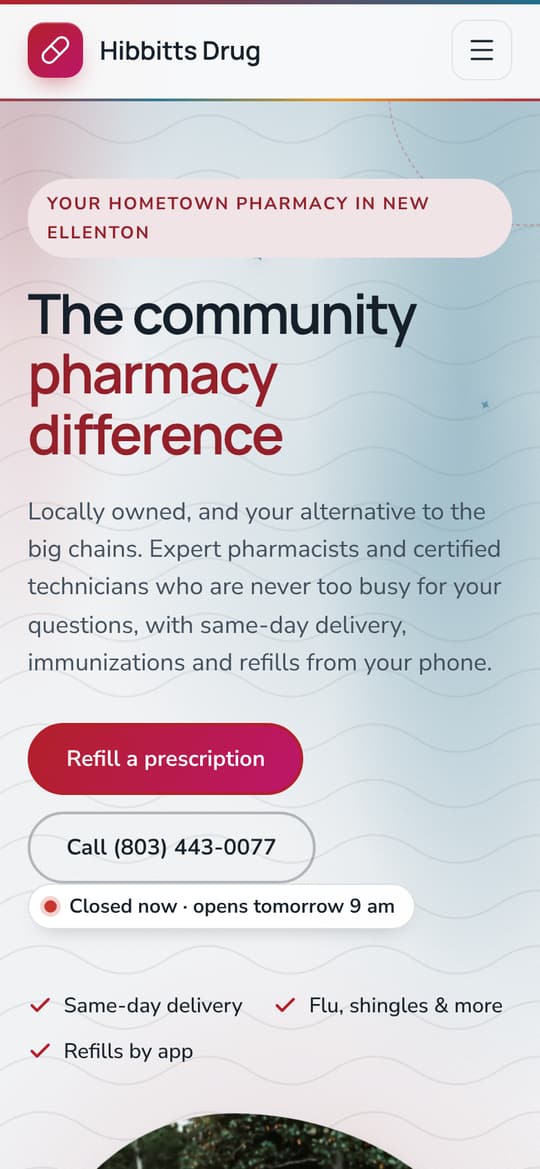 Hibbitts Drug
YOUR HOMETOWN PHARMACY IN NEW
ELLENTON
The community
pharmacy
difference
Locally owned, and your alternative to the
big chains. Expert pharmacists and certified
technicians who are never too busy for your
questions, with same-day delivery,
immunizations and refills from your phone.
Refill a prescription
Call (803) 443-0077
Closed now · opens tomorrow 9 am
Same-day delivery
Flu, shingles & more
Refills by app